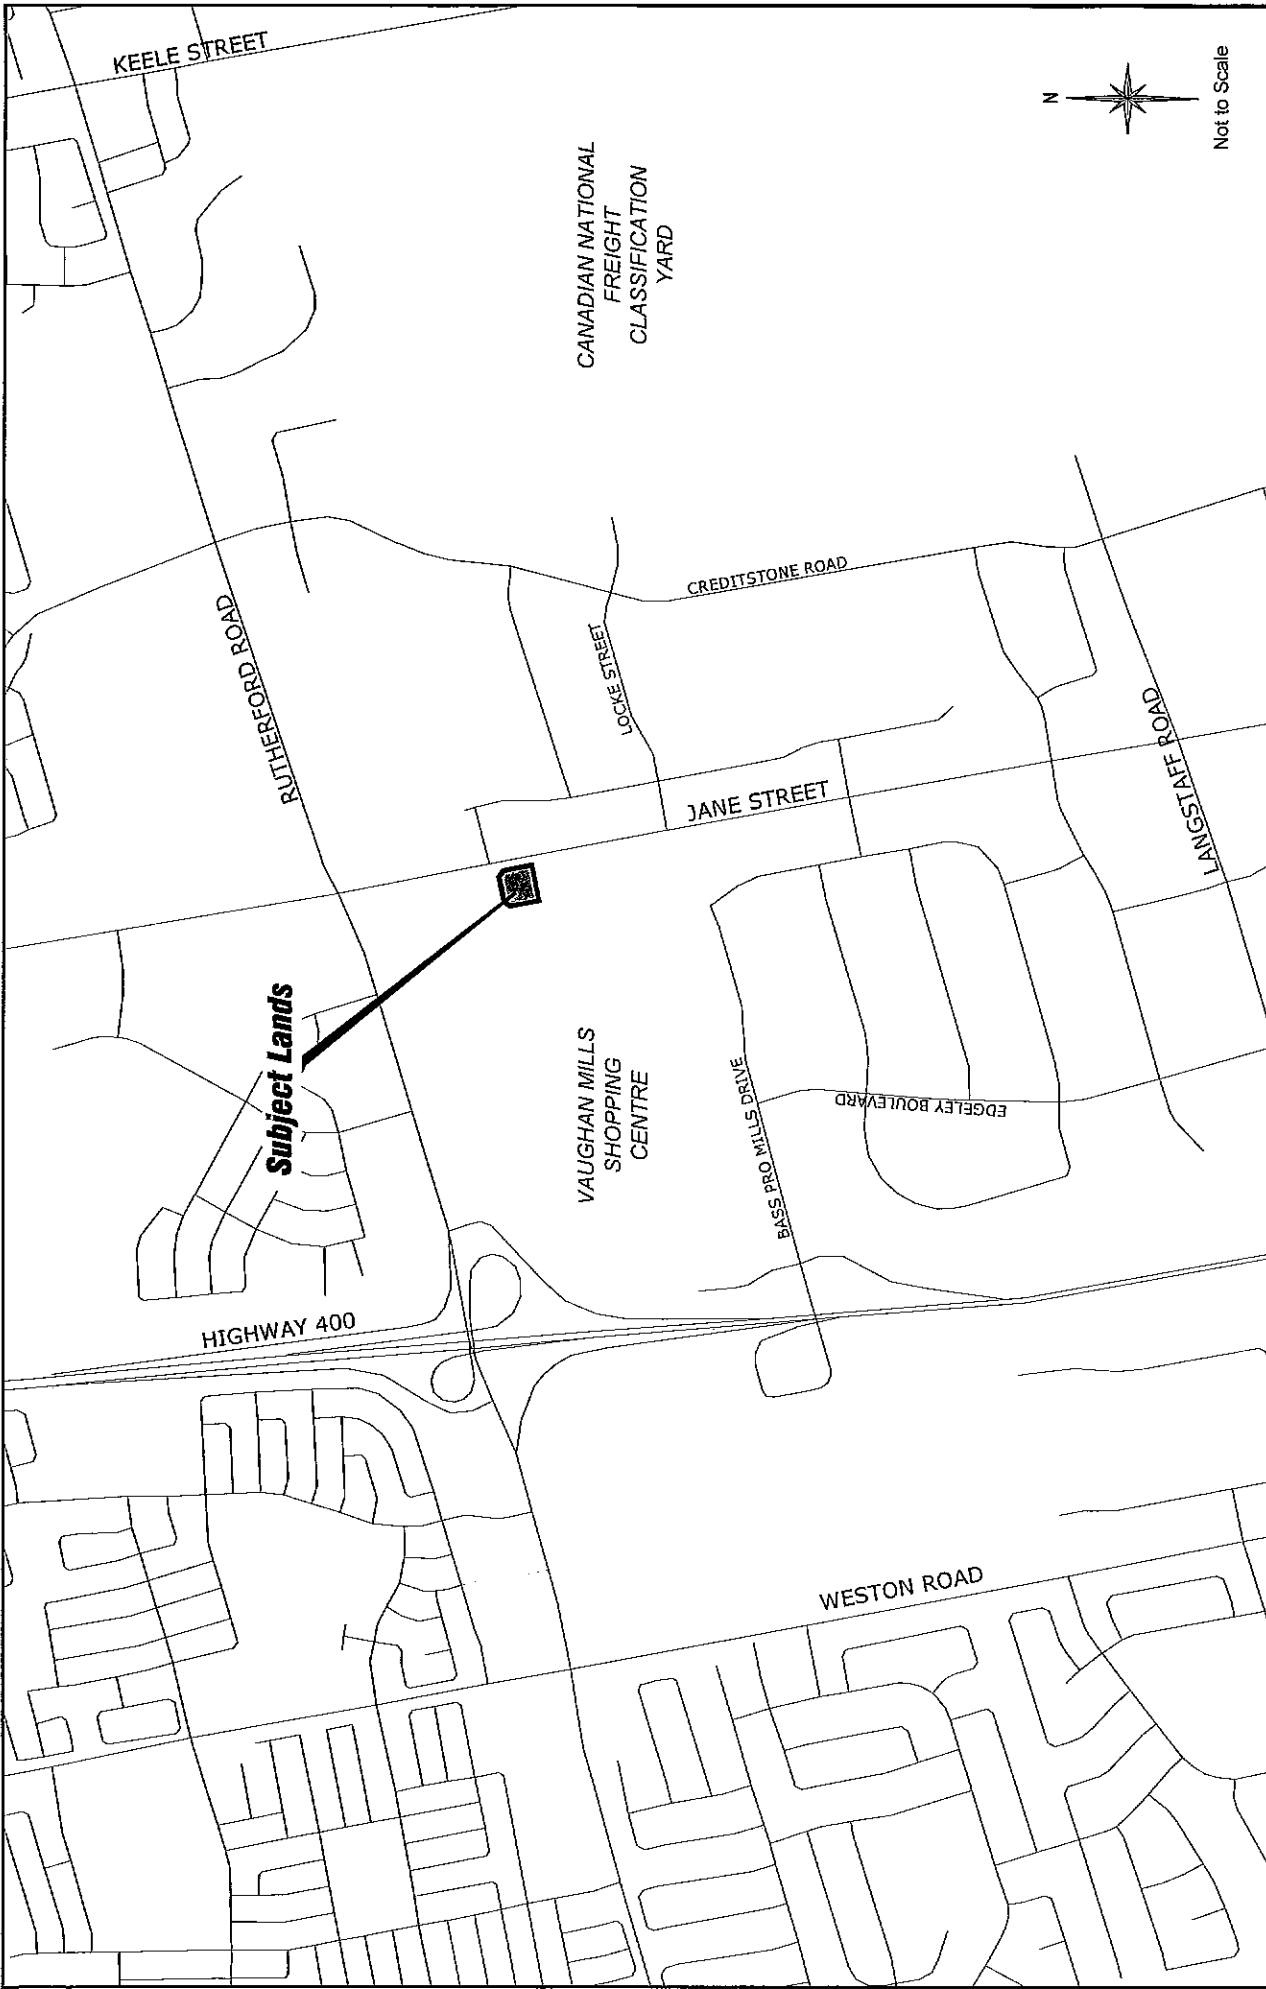 KEELE STREET
N
Not to Scale
CANADIAN NATIONAL
FREIGHT
CLASSIFICATION
YARD
RUTHERFORD ROAD
CREDITSTONE ROAD
LOCKE STREET
JANE STREET
LANGSTAFF ROAD
Subject Lands
VAUGHAN MILLS
SHOPPING
CENTRE
BASS PRO MILLS DRIVE
EDGELEY BOULEVARD
HIGHWAY 400
WESTON ROAD